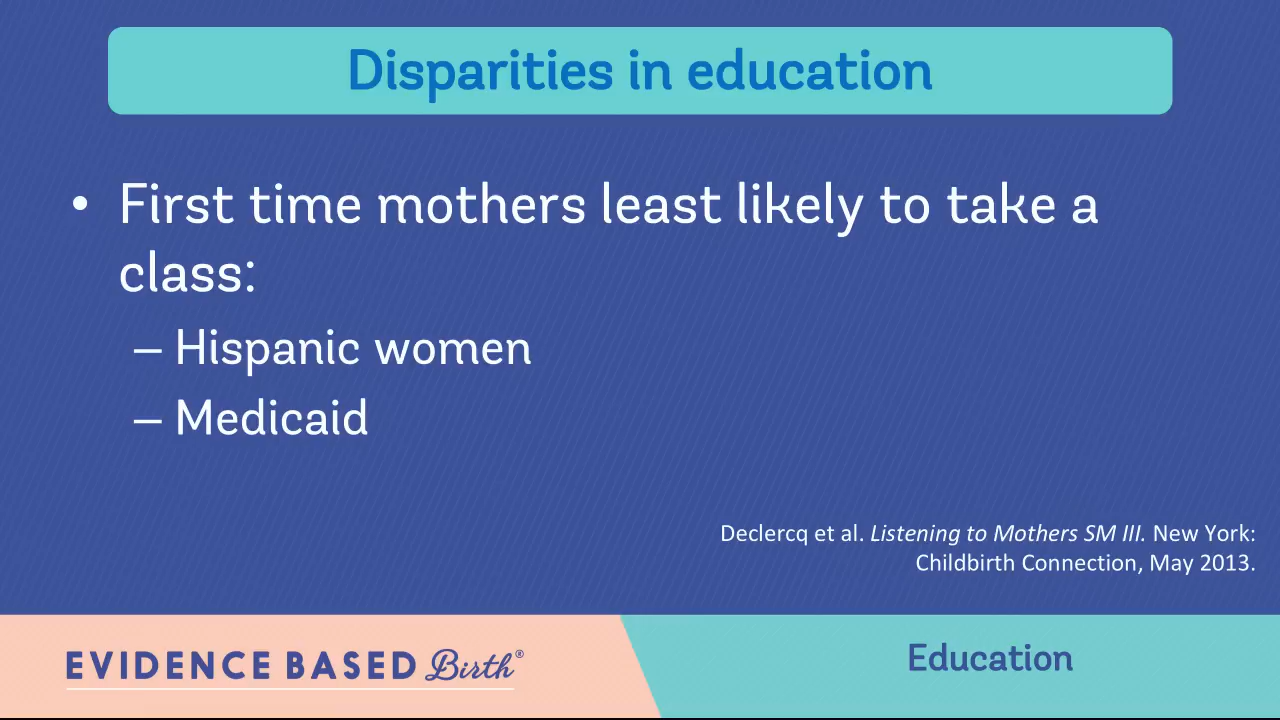 Disparities in education
• First time mothers least likely to take a
class:
– Hispanic women
– Medicaid
Declercq et al. Listening to Mothers SM III. New York:
Childbirth Connection, May 2013.
EVIDENCE BASED Birth®
Education